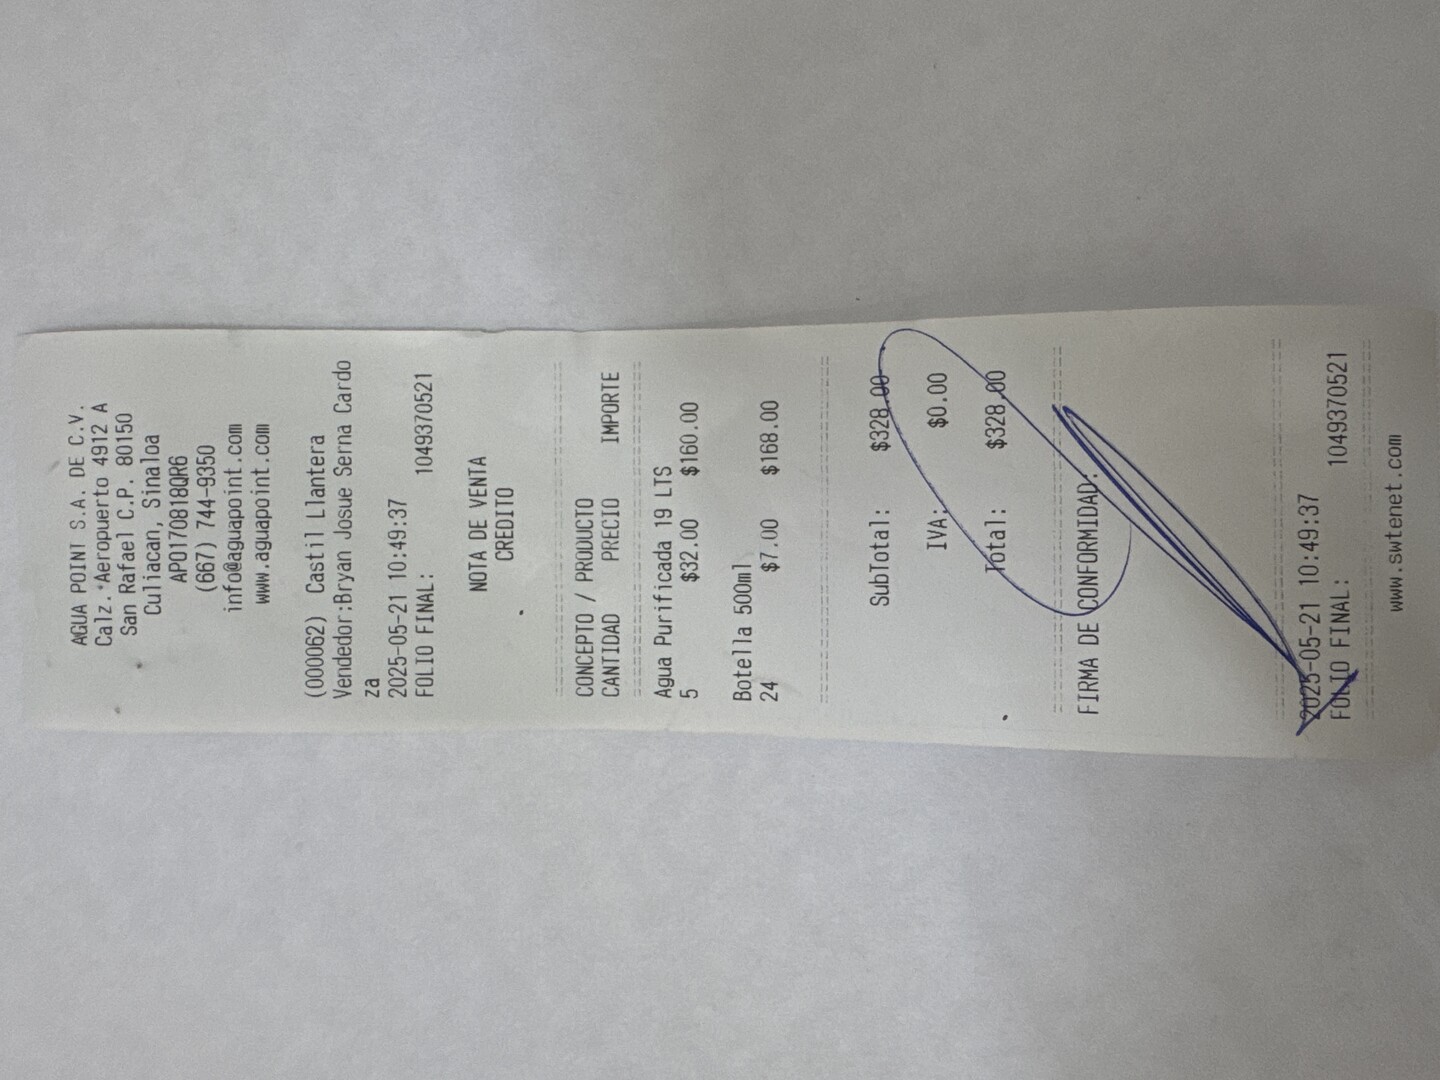 AGUA POINT S.A. DE C.V.
Calz. Aeropuerto 4912 A
San Rafael C.P. 80150
Culiacan, Sinaloa
APO170818QR6
(667) 744-9350
info@aguapoint.com
www.aguapoint.com
(000062) Castil Llantera
Vendedor:Bryan Josue Serna Cardo
za
2025-05-21 10:49:37
FOLIO FINAL: 1049370521
NOTA DE VENTA
CREDITO
CONCEPTO / PRODUCTO
CANTIDAD PRECIO IMPORTE
Agua Purificada 19 LTS
5 $32.00 $160.00
Botella 500ml
24 $7.00 $168.00
SubTotal: $328.00
IVA: $0.00
Total: $328.00
FIRMA DE CONFORMIDAD:
2025-05-21 10:49:37
FOLIO FINAL: 1049370521
www.swtenet.com